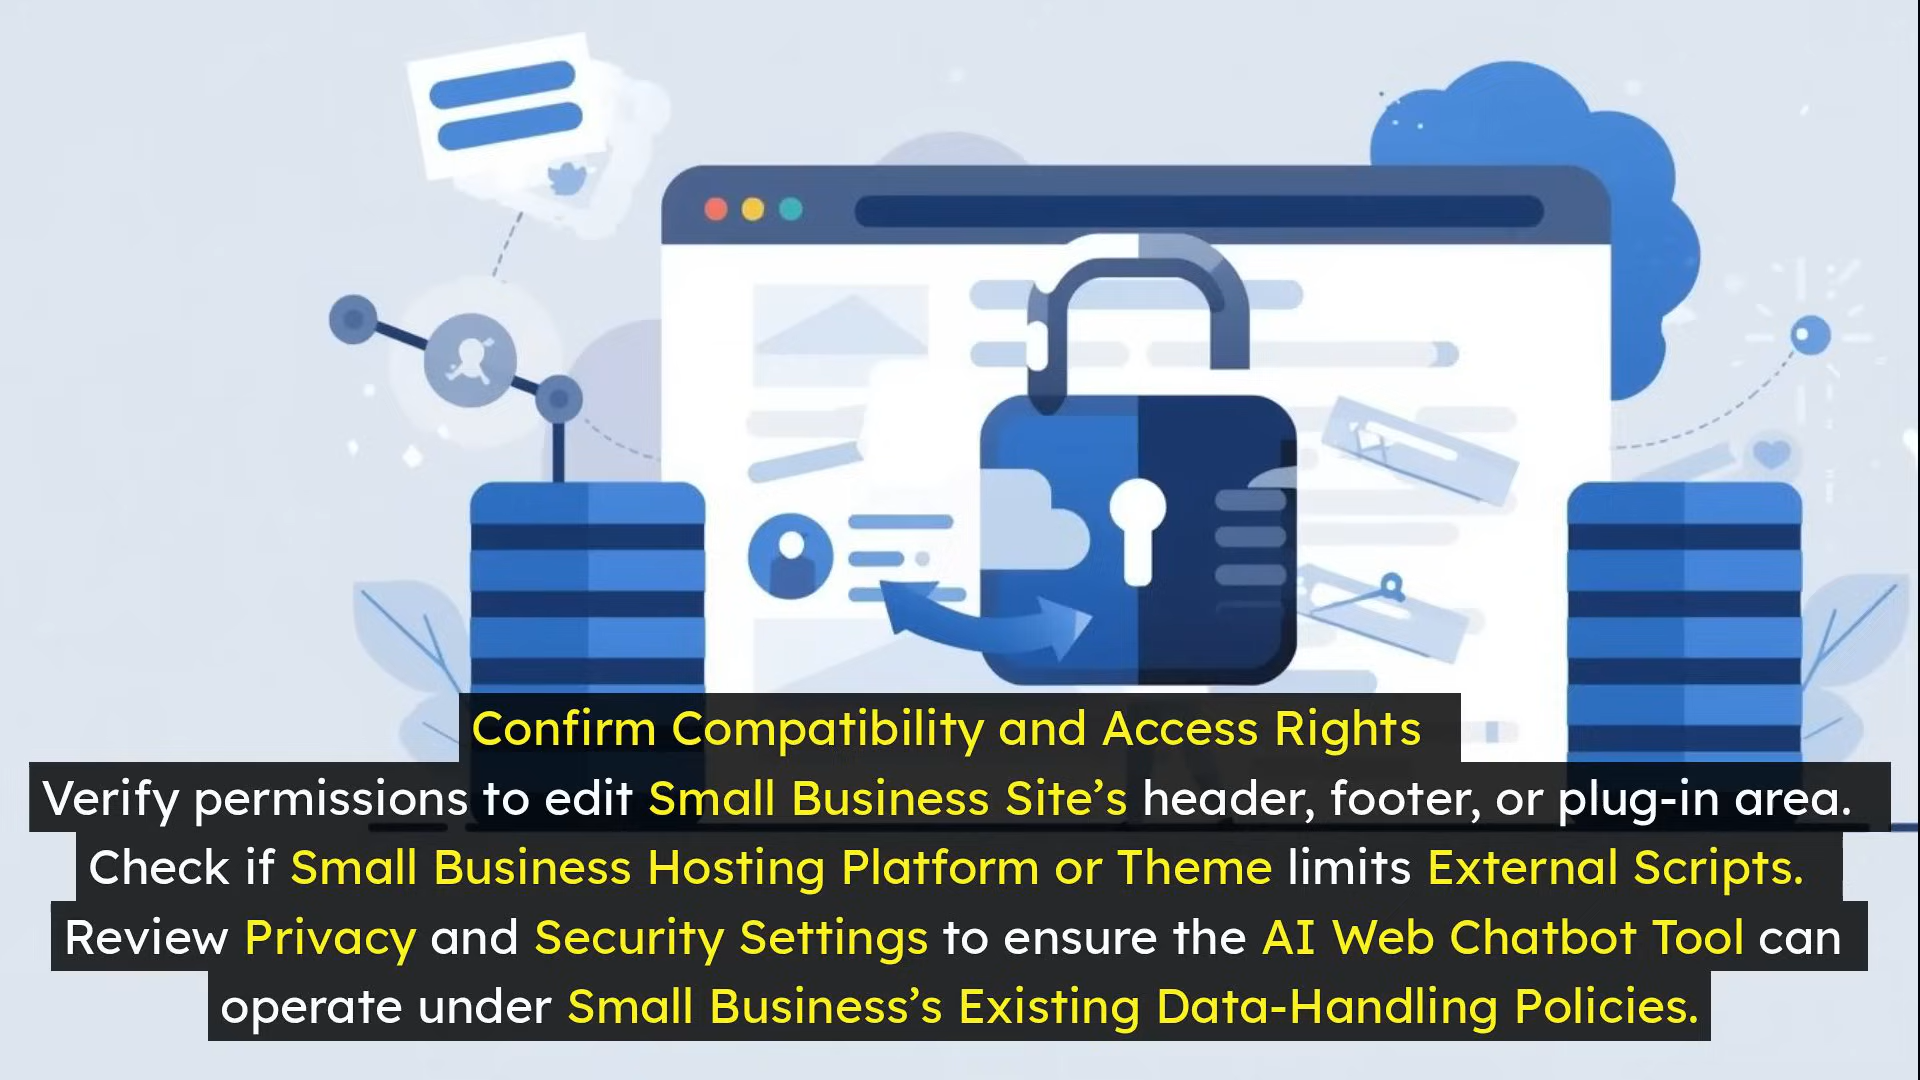 Confirm Compatibility and Access Rights
Verify permissions to edit Small Business Site’s header, footer, or plug-in area.
Check if Small Business Hosting Platform or Theme limits External Scripts.
Review Privacy and Security Settings to ensure the AI Web Chatbot Tool can
operate under Small Business’s Existing Data-Handling Policies.